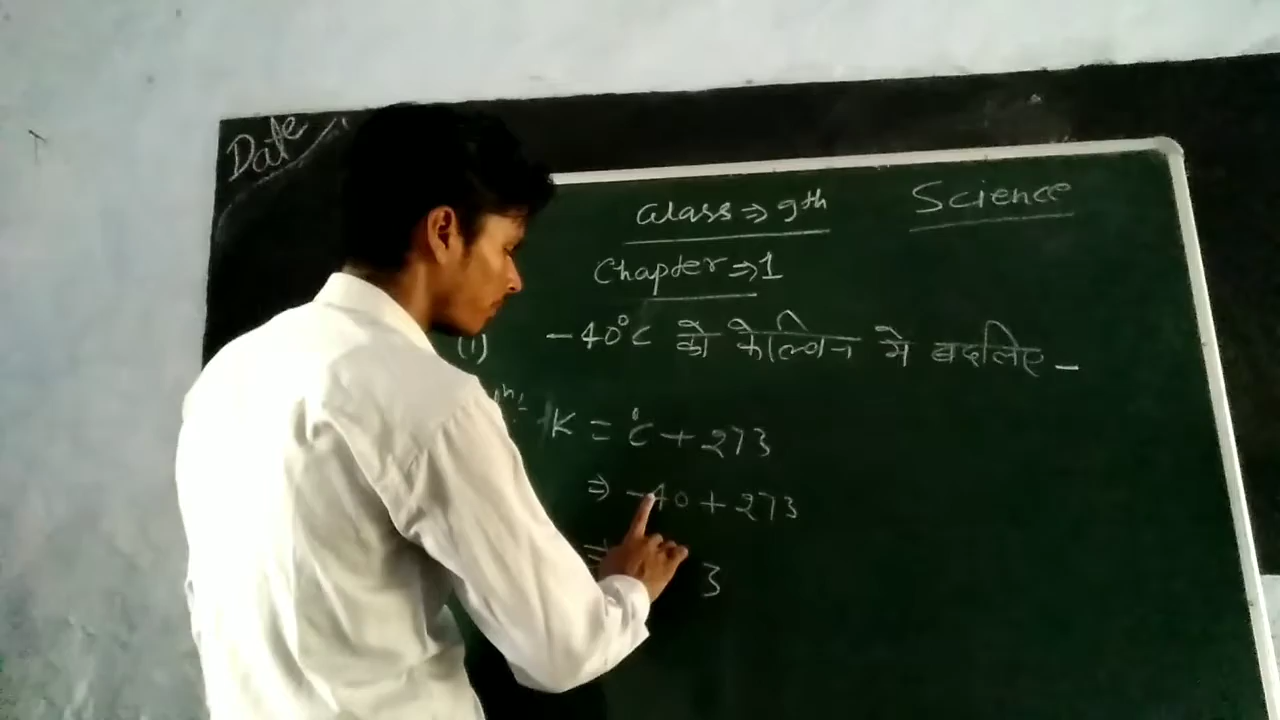 Date
Class ⇒ 9th
Science
Chapter ⇒ 1
(1) -40°C को केल्विन मे बदलिए -
K = °C + 273
⇒ -40 + 273
⇒ 3